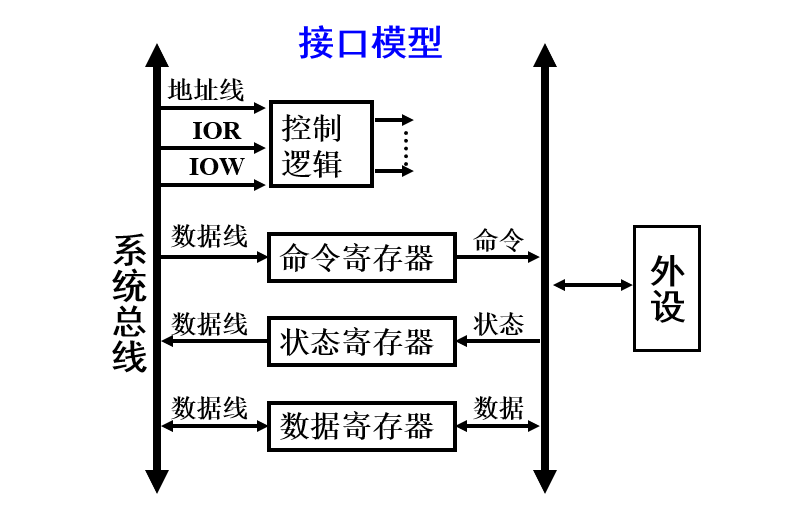 接口模型
地址线
IOR
IOW
控制
逻辑
系统总线
数据线
命令寄存器
命令
数据线
状态寄存器
状态
数据线
数据寄存器
数据
外设